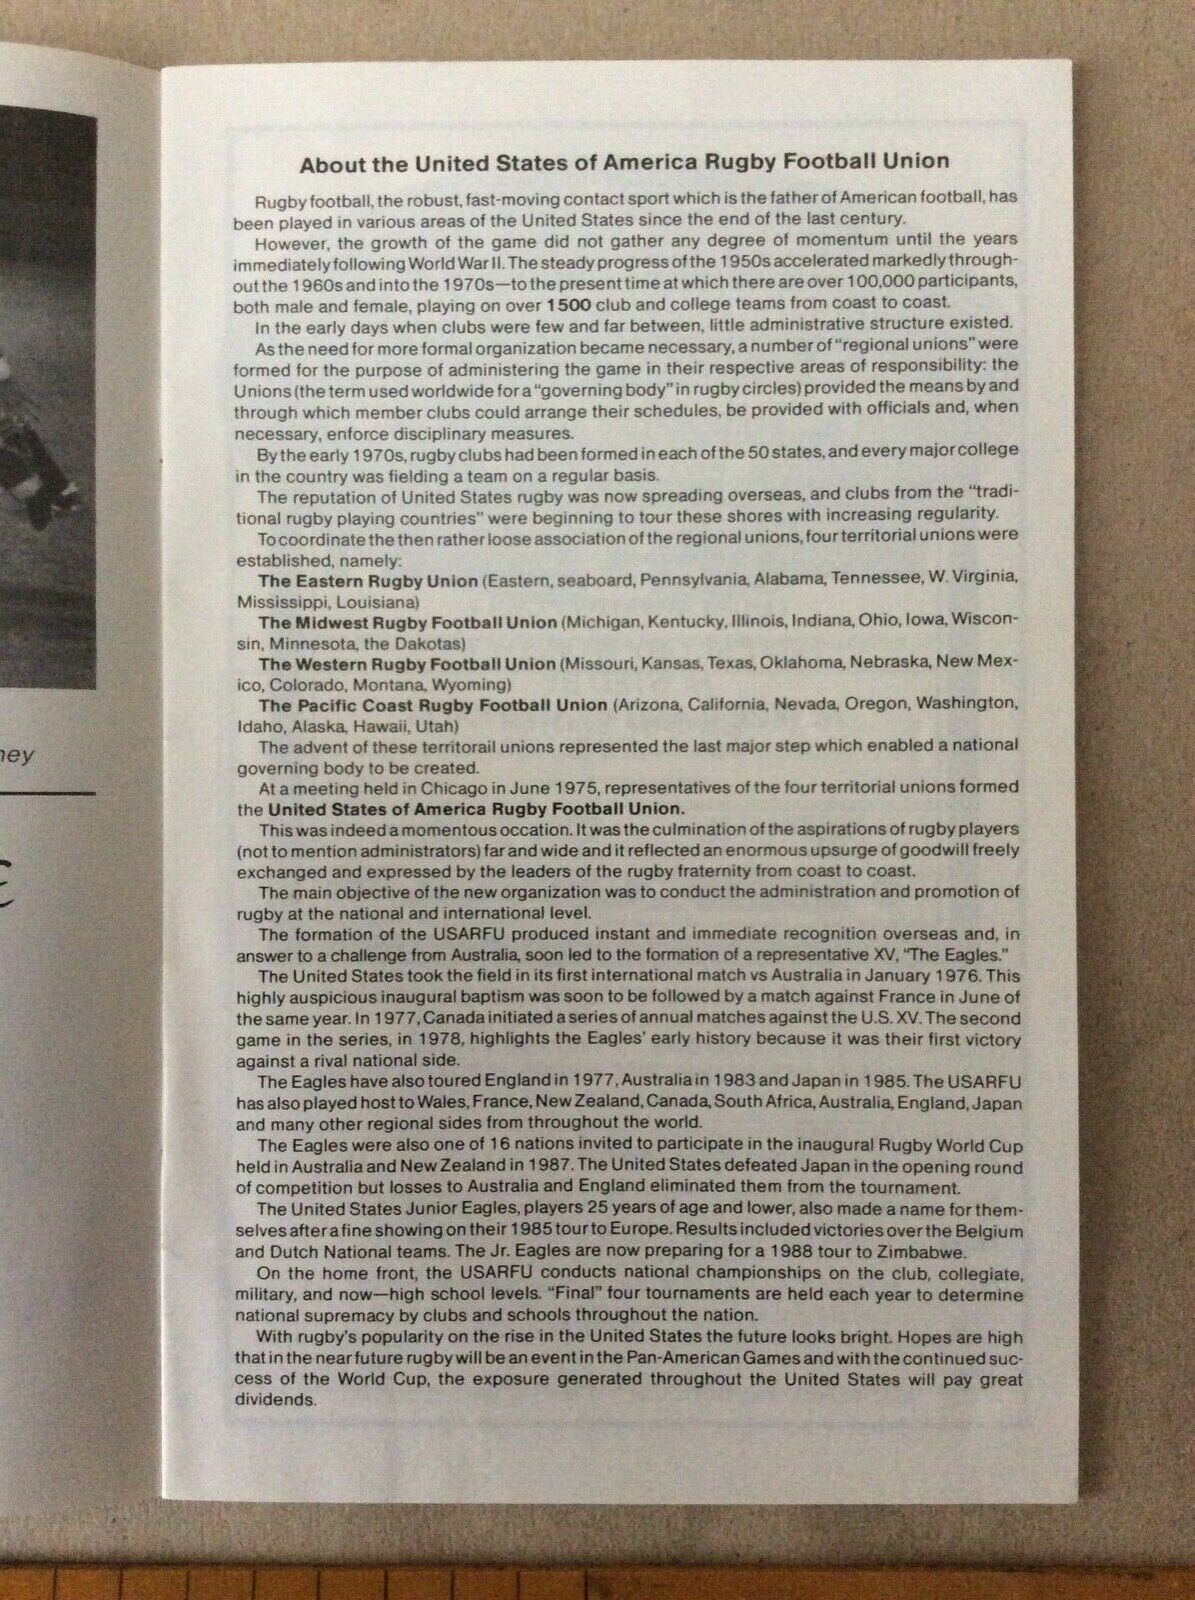 About the United States of America Rugby Football Union
Rugby football, the robust, fast-moving contact sport which is the father of American football, has
been played in various areas of the United States since the end of the last century.
However, the growth of the game did not gather any degree of momentum until the years
immediately following World War II. The steady progress of the 1950s accelerated markedly through-
out the 1960s and into the 1970s—to the present time at which there are over 100,000 participants,
both male and female, playing on over 1500 club and college teams from coast to coast.
In the early days when clubs were few and far between, little administrative structure existed.
As the need for more formal organization became necessary, a number of "regional unions" were
formed for the purpose of administering the game in their respective areas of responsibility: the
Unions (the term used worldwide for a "governing body" in rugby circles) provided the means by and
through which member clubs could arrange their schedules, be provided with officials and, when
necessary, enforce disciplinary measures.
By the early 1970s, rugby clubs had been formed in each of the 50 states, and every major college
in the country was fielding a team on a regular basis.
The reputation of United States rugby was now spreading overseas, and clubs from the "tradi-
tional rugby playing countries" were beginning to tour these shores with increasing regularity.
To coordinate the then rather loose association of the regional unions, four territorial unions were
established, namely:
The Eastern Rugby Union (Eastern, seaboard, Pennsylvania, Alabama, Tennessee, W. Virginia,
Mississippi, Louisiana)
The Midwest Rugby Football Union (Michigan, Kentucky, Illinois, Indiana, Ohio, Iowa, Wiscon-
sin, Minnesota, the Dakotas)
The Western Rugby Football Union (Missouri, Kansas, Texas, Oklahoma, Nebraska, New Mex-
ico, Colorado, Montana, Wyoming)
The Pacific Coast Rugby Football Union (Arizona, California, Nevada, Oregon, Washington,
Idaho, Alaska, Hawaii, Utah)
The advent of these territorail unions represented the last major step which enabled a national
governing body to be created.
At a meeting held in Chicago in June 1975, representatives of the four territorial unions formed
the United States of America Rugby Football Union.
This was indeed a momentous occation. It was the culmination of the aspirations of rugby players
(not to mention administrators) far and wide and it reflected an enormous upsurge of goodwill freely
exchanged and expressed by the leaders of the rugby fraternity from coast to coast.
The main objective of the new organization was to conduct the administration and promotion of
rugby at the national and international level.
The formation of the USARFU produced instant and immediate recognition overseas and, in
answer to a challenge from Australia, soon led to the formation of a representative XV, "The Eagles."
The United States took the field in its first international match vs Australia in January 1976. This
highly auspicious inaugural baptism was soon to be followed by a match against France in June of
the same year. In 1977, Canada initiated a series of annual matches against the U.S. XV. The second
game in the series, in 1978, highlights the Eagles' early history because it was their first victory
against a rival national side.
The Eagles have also toured England in 1977, Australia in 1983 and Japan in 1985. The USARFU
has also played host to Wales, France, New Zealand, Canada, South Africa, Australia, England, Japan
and many other regional sides from throughout the world.
The Eagles were also one of 16 nations invited to participate in the inaugural Rugby World Cup
held in Australia and New Zealand in 1987. The United States defeated Japan in the opening round
of competition but losses to Australia and England eliminated them from the tournament.
The United States Junior Eagles, players 25 years of age and lower, also made a name for them-
selves after a fine showing on their 1985 tour to Europe. Results included victories over the Belgium
and Dutch National teams. The Jr. Eagles are now preparing for a 1988 tour to Zimbabwe.
On the home front, the USARFU conducts national championships on the club, collegiate,
military, and now—high school levels. "Final" four tournaments are held each year to determine
national supremacy by clubs and schools throughout the nation.
With rugby's popularity on the rise in the United States the future looks bright. Hopes are high
that in the near future rugby will be an event in the Pan-American Games and with the continued suc-
cess of the World Cup, the exposure generated throughout the United States will pay great
dividends.